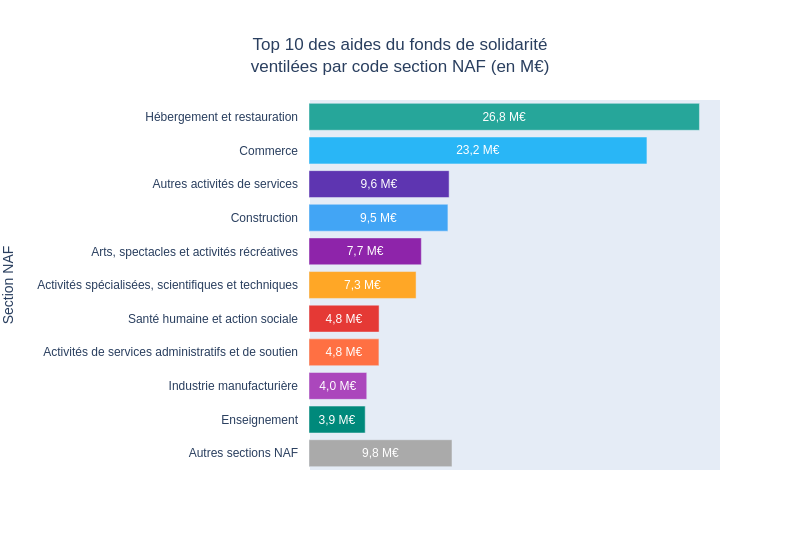 Top 10 des aides du fonds de solidarité
ventilées par code section NAF (en M€)
Section NAF
Hébergement et restauration 26,8 M€
Commerce 23,2 M€
Autres activités de services 9,6 M€
Construction 9,5 M€
Arts, spectacles et activités récréatives 7,7 M€
Activités spécialisées, scientifiques et techniques 7,3 M€
Santé humaine et action sociale 4,8 M€
Activités de services administratifs et de soutien 4,8 M€
Industrie manufacturière 4,0 M€
Enseignement 3,9 M€
Autres sections NAF 9,8 M€